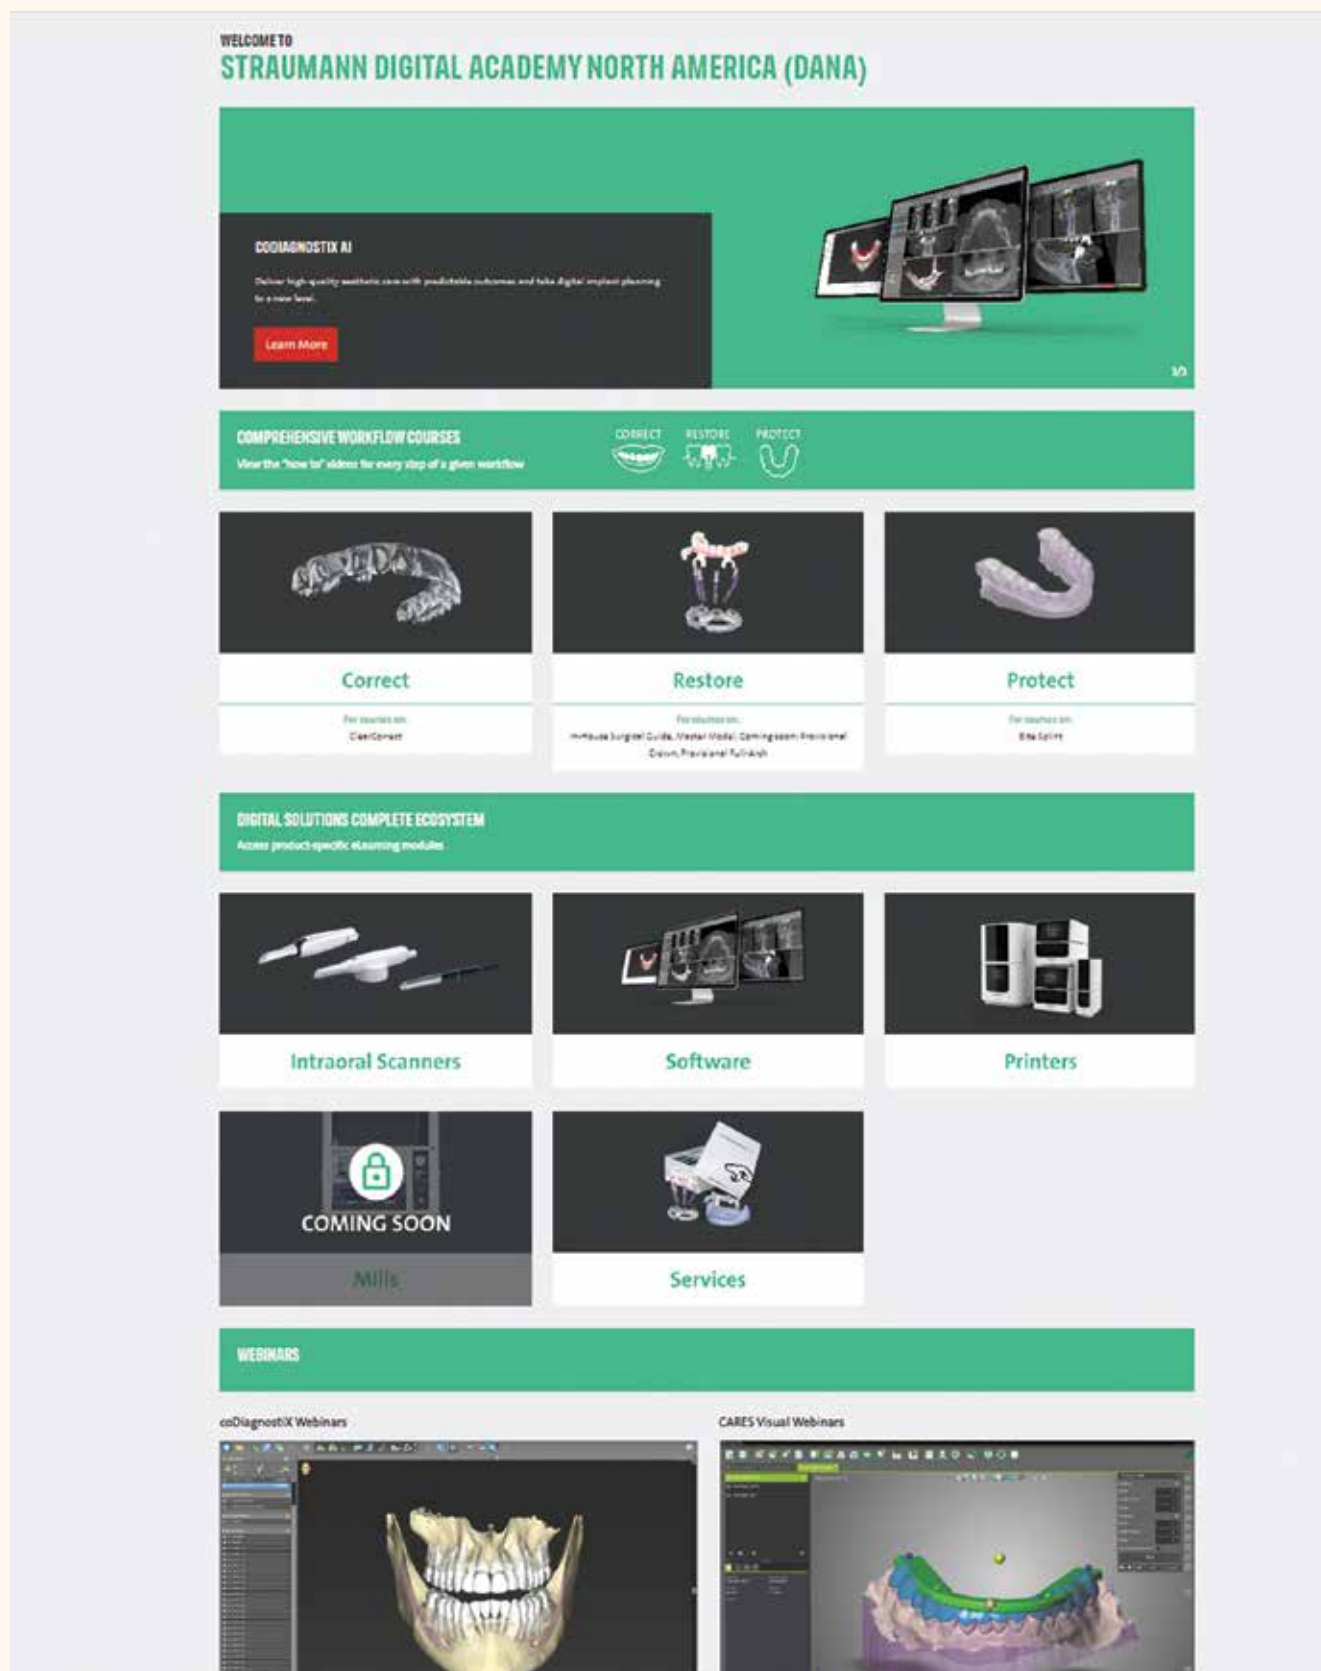 WELCOME TO
STRAUMANN DIGITAL ACADEMY NORTH AMERICA (DANA)
CODIAGNOSTIX AI
Deliver high-quality aesthetic care with predictable outcomes and take digital implant planning
to a new level.
Learn More
COMPREHENSIVE WORKFLOW COURSES
View the "how to" videos for every step of a given workflow
CORRECT RESTORE PROTECT
Correct
For courses on:
ClearCorrect
Restore
For courses on:
In-House Surgical Guide, Master Model, Coming soon: Provisional
Crown, Provisional Full-Arch
Protect
For courses on:
Bite Splint
DIGITAL SOLUTIONS COMPLETE ECOSYSTEM
Access product-specific eLearning modules
Intraoral Scanners
Software
Printers
COMING SOON
Mills
Services
WEBINARS
coDiagnostiX Webinars
CARES Visual Webinars